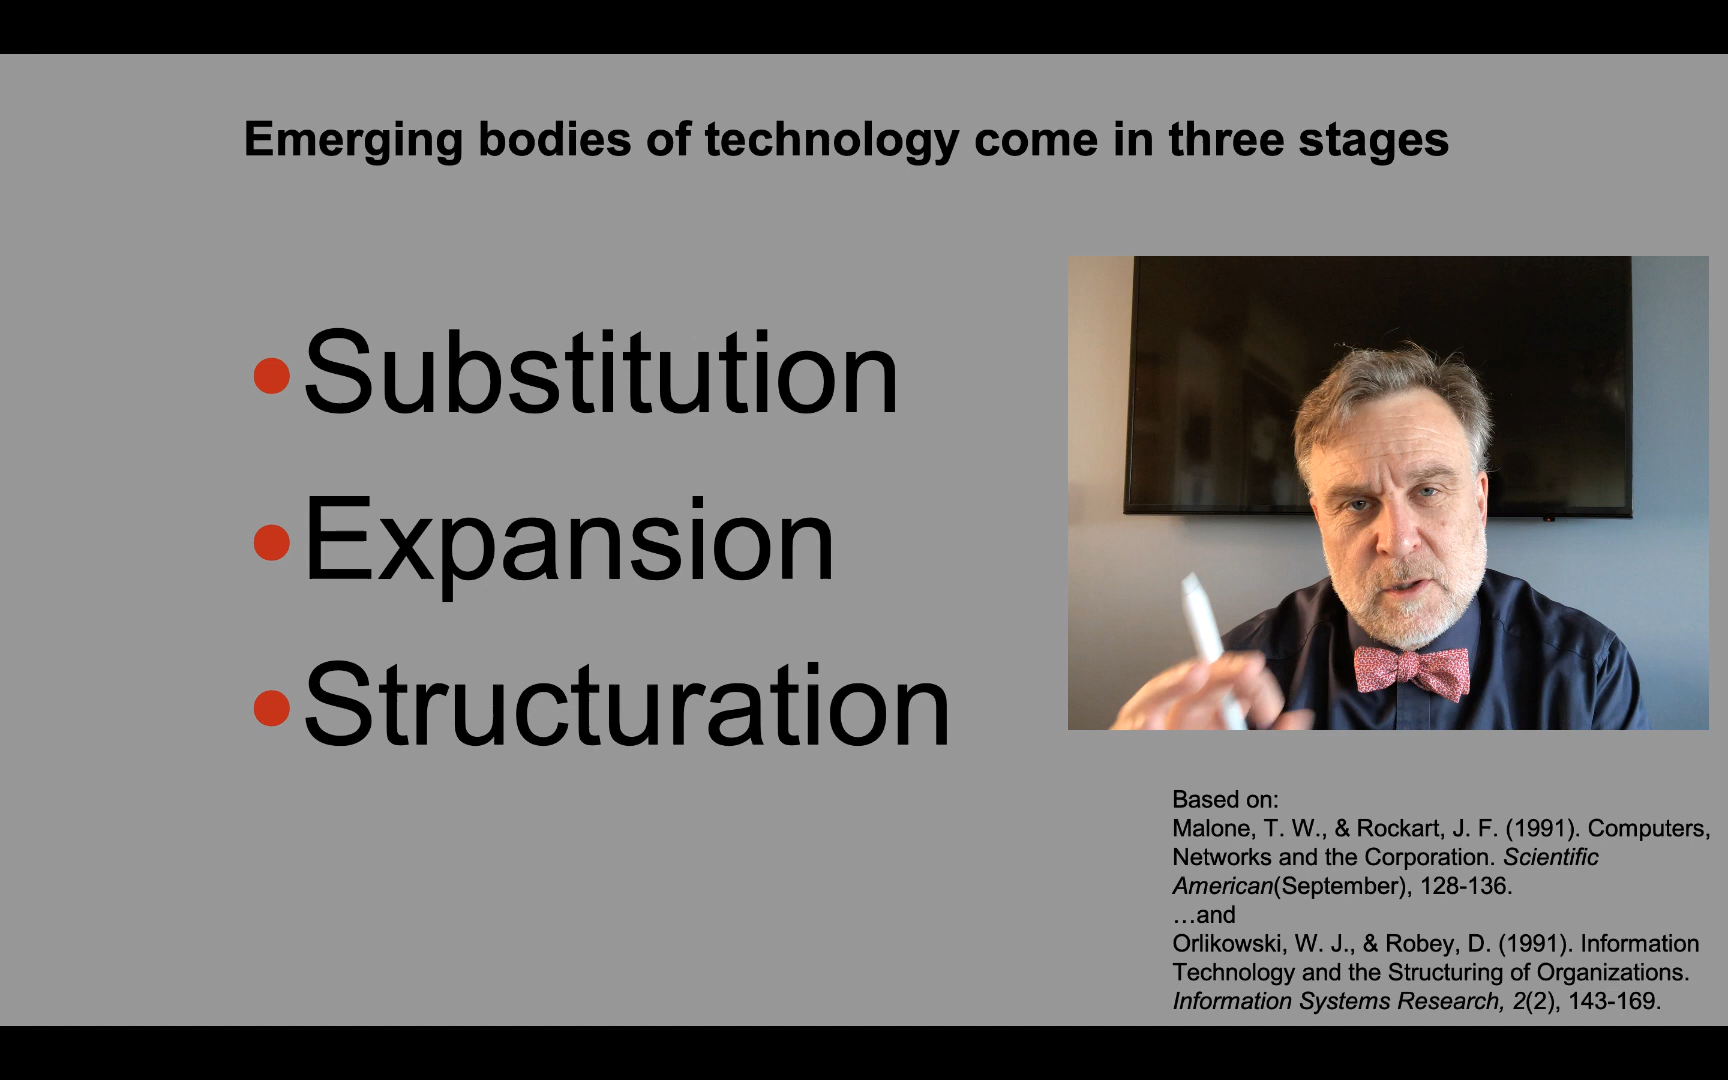 Emerging bodies of technology come in three stages
•Substitution
•Expansion
•Structuration
Based on:
Malone, T. W., & Rockart, J. F. (1991). Computers,
Networks and the Corporation. Scientific
American(September), 128-136.
…and
Orlikowski, W. J., & Robey, D. (1991). Information
Technology and the Structuring of Organizations.
Information Systems Research, 2(2), 143-169.